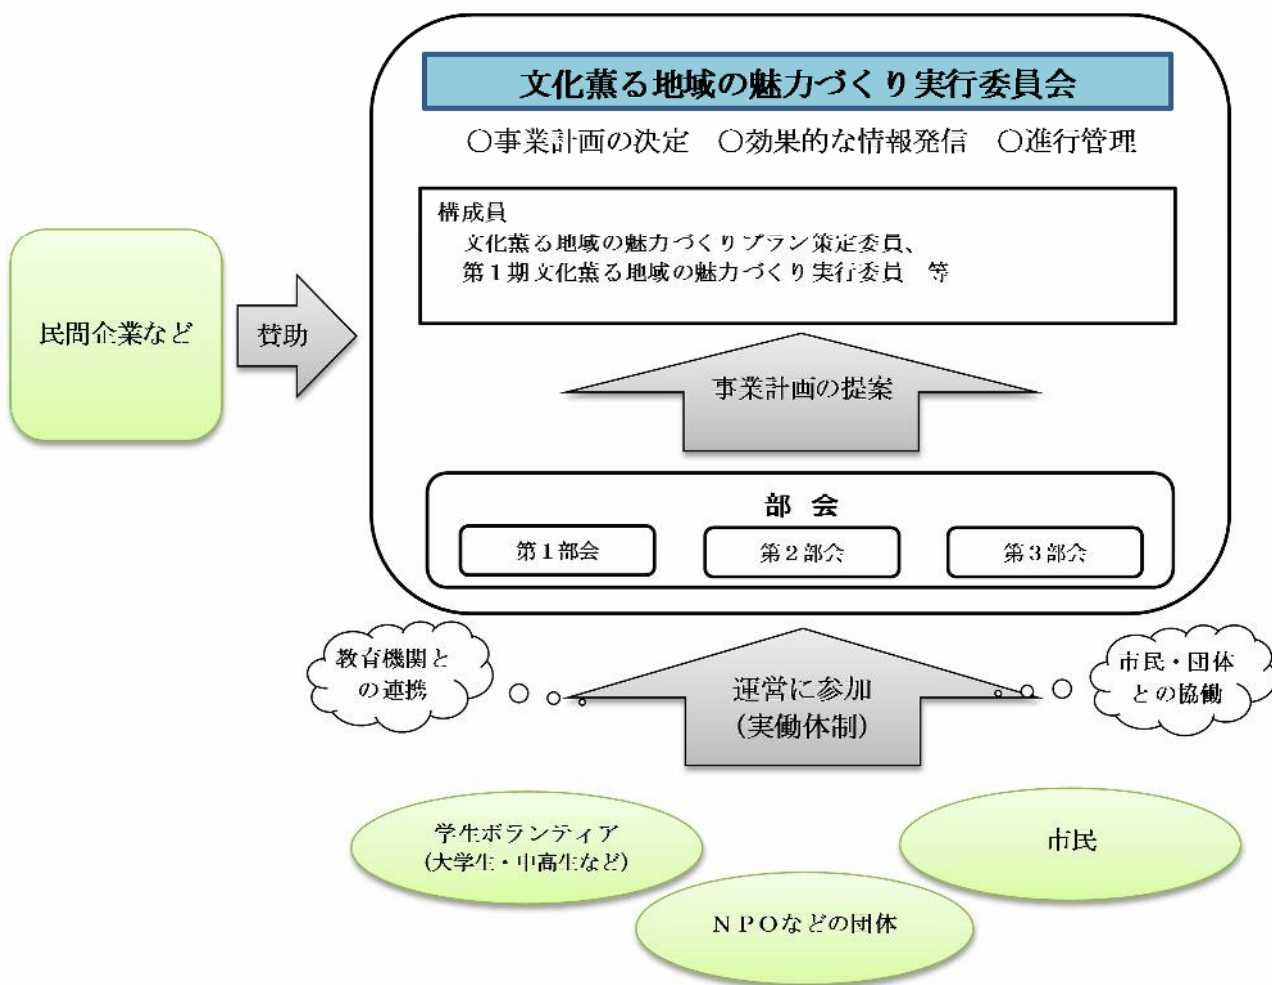 文化薫る地域の魅力づくり実行委員会
○事業計画の決定　○効果的な情報発信　○進行管理
構成員
文化薫る地域の魅力づくりプラン策定委員、
第１期文化薫る地域の魅力づくり実行委員　等
民間企業など
賛助
事業計画の提案
部　会
第１部会
第２部会
第３部会
教育機関と
の連携
運営に参加
（実働体制）
市民・団体
との協働
学生ボランティア
（大学生・中高生など）
市民
ＮＰＯなどの団体